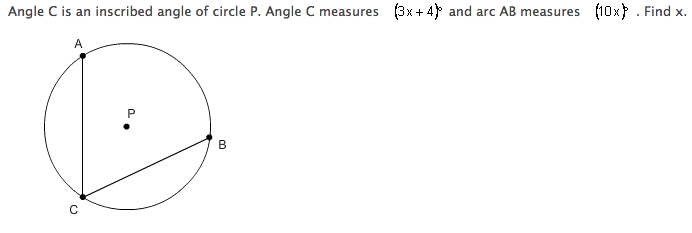 Angle C is an inscribed angle of circle P. Angle C measures (3x+4)° and arc AB measures (10x)° . Find x.
A
P
B
C